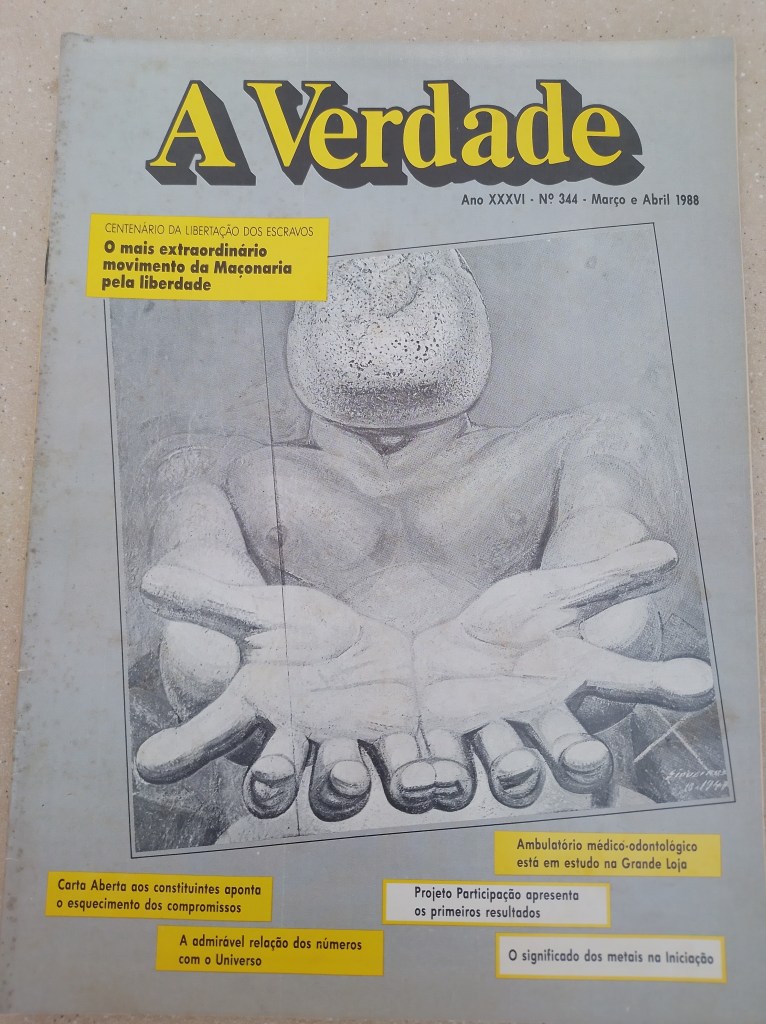 A Verdade
Ano XXXVI - Nº 344 - Março e Abril 1988
CENTENÁRIO DA LIBERTAÇÃO DOS ESCRAVOS
O mais extraordinário
movimento da Maçonaria
pela liberdade
Siqueiros
Ambulatório médico-odontológico
está em estudo na Grande Loja
Carta Aberta aos constituintes aponta
o esquecimento dos compromissos
Projeto Participação apresenta
os primeiros resultados
A admirável relação dos números
com o Universo
O significado dos metais na Iniciação